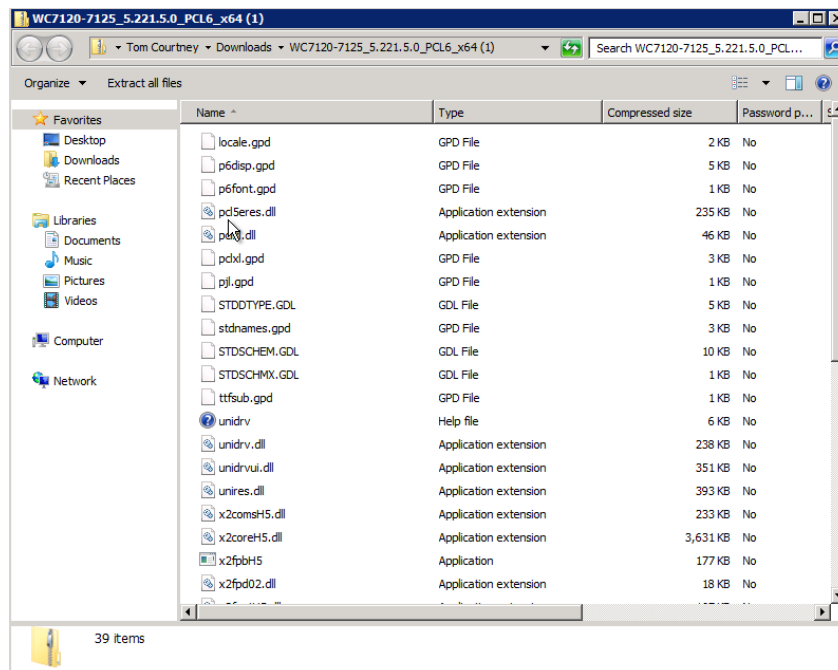 WC7120-7125_5.221.5.0_PCL6_x64 (1)
Tom Courtney Downloads WC7120-7125_5.221.5.0_PCL6_x64 (1) Search WC7120-7125_5.221.5.0_PCL...
Organize Extract all files
Name Type Compressed size Password p...
Favorites
Desktop
Downloads
Recent Places
Libraries
Documents
Music
Pictures
Videos
Computer
Network
locale.gpd GPD File 2 KB No
p6disp.gpd GPD File 5 KB No
p6font.gpd GPD File 1 KB No
pcl5eres.dll Application extension 235 KB No
.dll Application extension 46 KB No
pclxl.gpd GPD File 3 KB No
pjl.gpd GPD File 1 KB No
STDDTYPE.GDL GDL File 5 KB No
stdnames.gpd GPD File 3 KB No
STDSCHEM.GDL GDL File 10 KB No
STDSCHMX.GDL GDL File 1 KB No
ttfsub.gpd GPD File 1 KB No
unidrv Help file 6 KB No
unidrv.dll Application extension 238 KB No
unidrvui.dll Application extension 351 KB No
unires.dll Application extension 393 KB No
x2comsH5.dll Application extension 233 KB No
x2coreH5.dll Application extension 3,631 KB No
x2fpbH5 Application 177 KB No
x2fpd02.dll Application extension 18 KB No
39 items